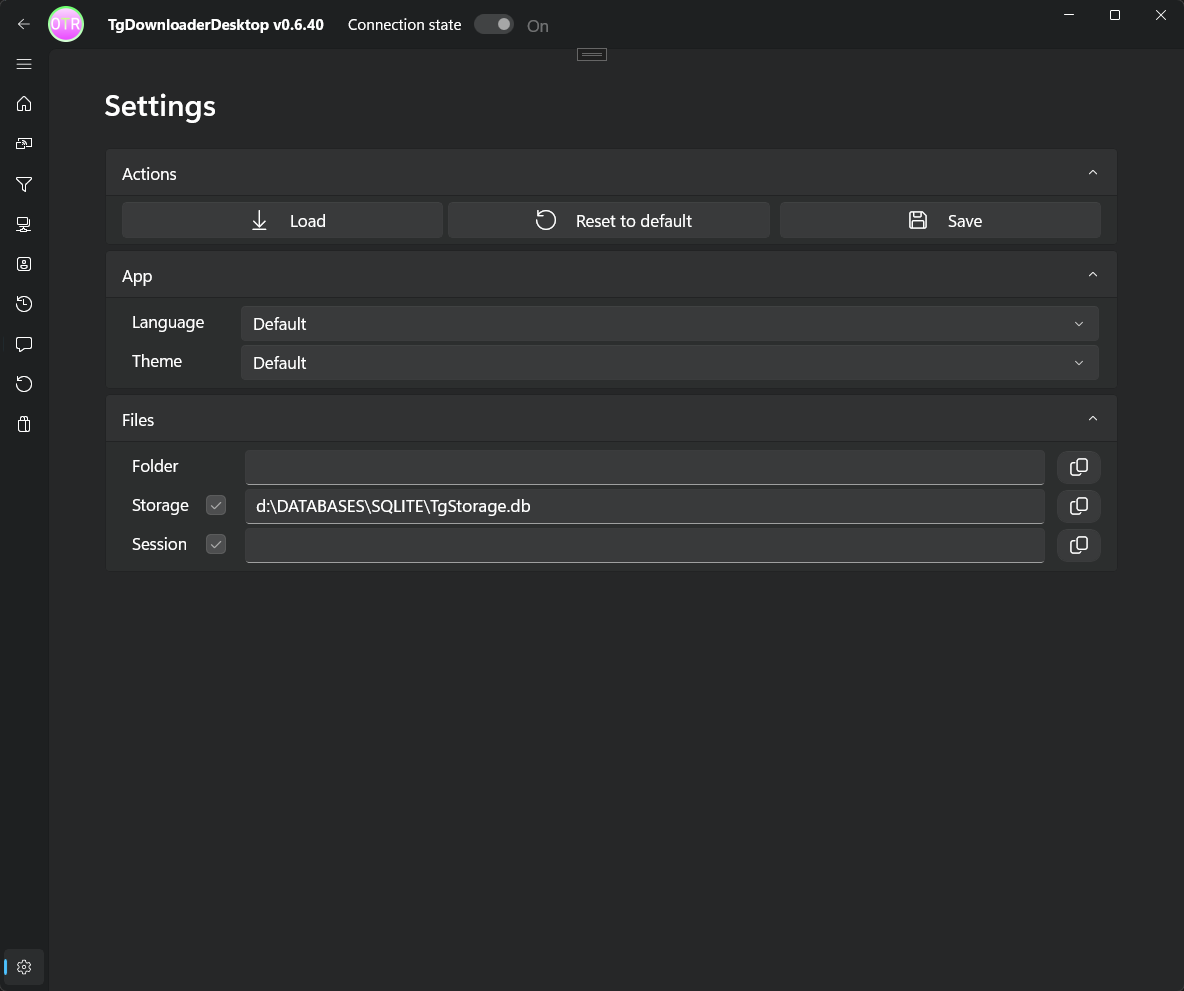 OTR
TgDownloaderDesktop v0.6.40 Connection state On
Settings
Actions
Load Reset to default Save
App
Language Default
Theme Default
Files
Folder
Storage d:\DATABASES\SQLITE\TgStorage.db
Session